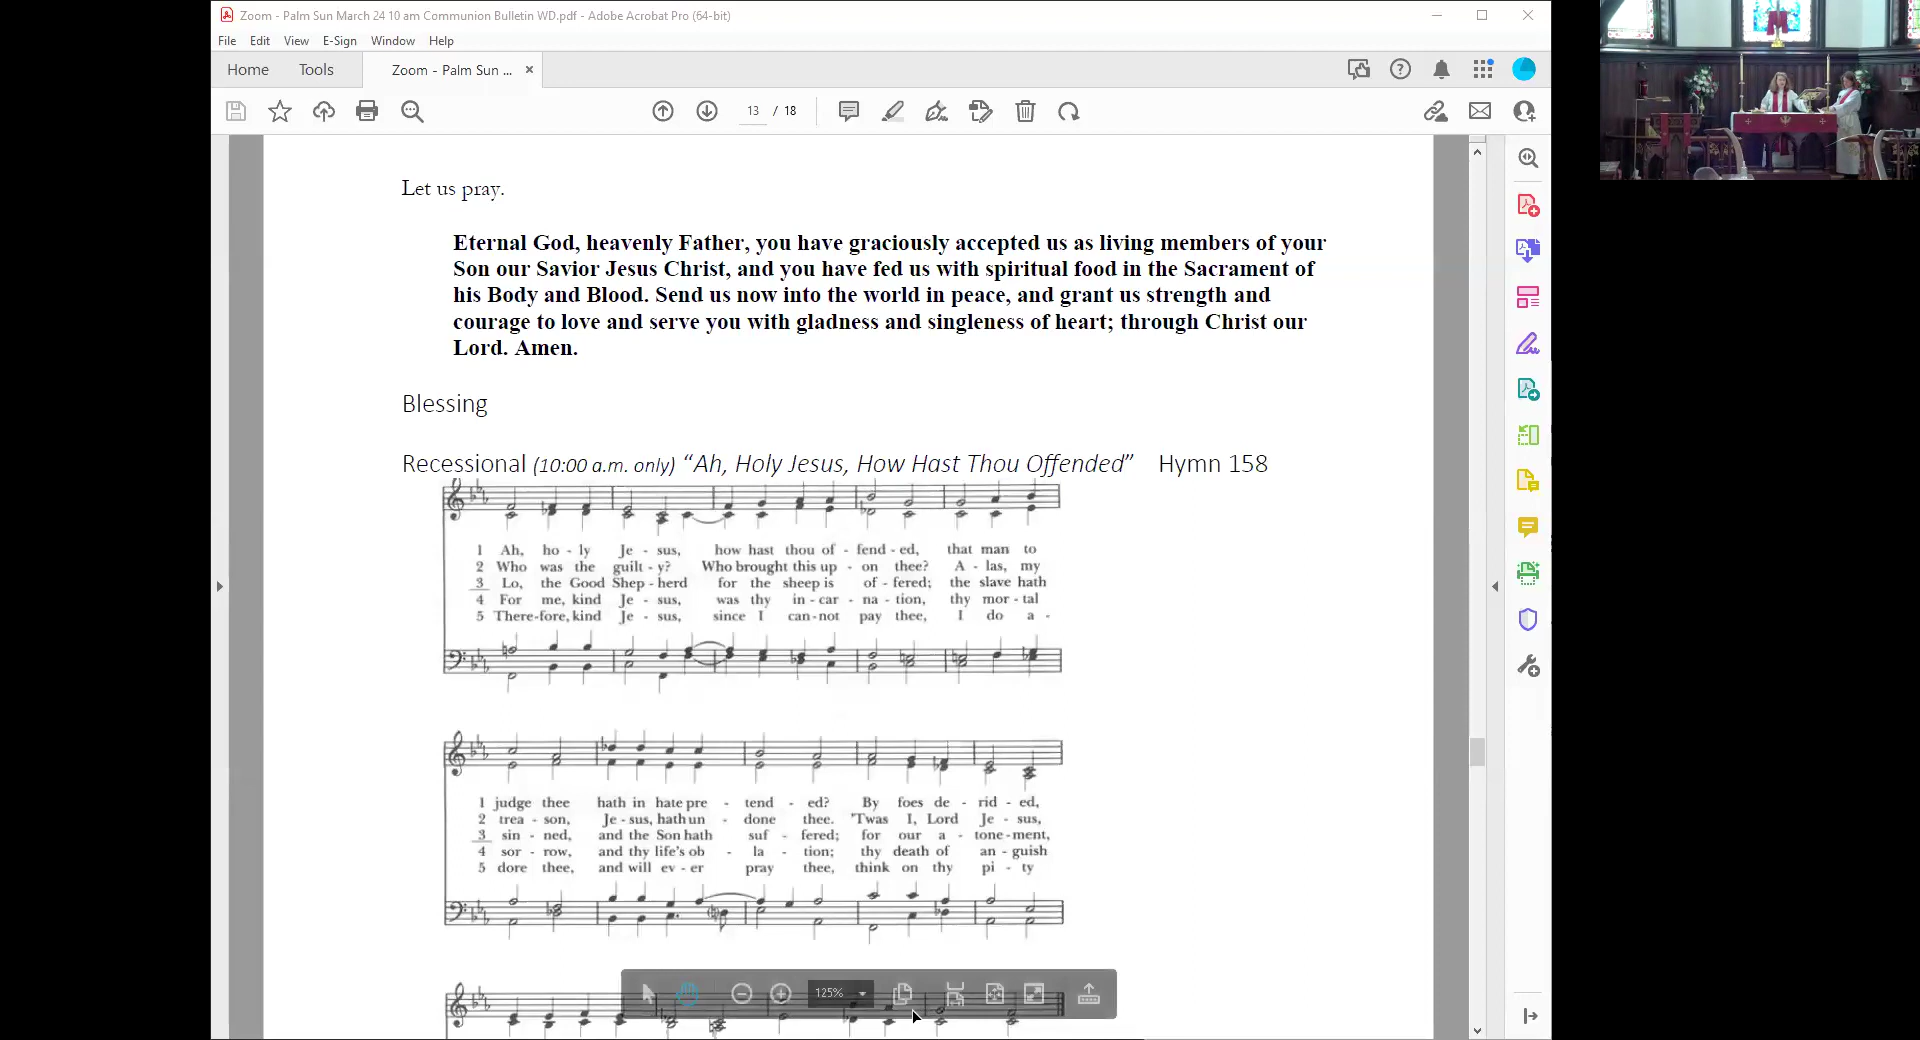 Zoom - Palm Sun March 24 10 am Communion Bulletin WD.pdf - Adobe Acrobat Pro (64-bit)
File Edit View E-Sign Window Help
Home Tools Zoom - Palm Sun ... ×
13 / 18
Let us pray.
Eternal God, heavenly Father, you have graciously accepted us as living members of your
Son our Savior Jesus Christ, and you have fed us with spiritual food in the Sacrament of
his Body and Blood. Send us now into the world in peace, and grant us strength and
courage to love and serve you with gladness and singleness of heart; through Christ our
Lord. Amen.
Blessing
Recessional (10:00 a.m. only) “Ah, Holy Jesus, How Hast Thou Offended” Hymn 158
1 Ah, ho - ly Je - sus, how hast thou of - fend - ed, that man to
2 Who was the guilt - y? Who brought this up - on thee? A - las, my
3 Lo, the Good Shep - herd for the sheep is of - fered; the slave hath
4 For me, kind Je - sus, was thy in - car - na - tion, thy mor - tal
5 There - fore, kind Je - sus, since I can - not pay thee, I do a -
1 judge thee hath in hate pre - tend - ed? By foes de - rid - ed,
2 trea - son, Je - sus, hath un - done thee. 'Twas I, Lord Je - sus,
3 sin - ned, and the Son hath suf - fered; for our a - tone - ment,
4 sor - row, and thy life's ob - la - tion; thy death of an - guish
5 dore thee, and will ev - er pray thee, think on thy pi - ty
125%